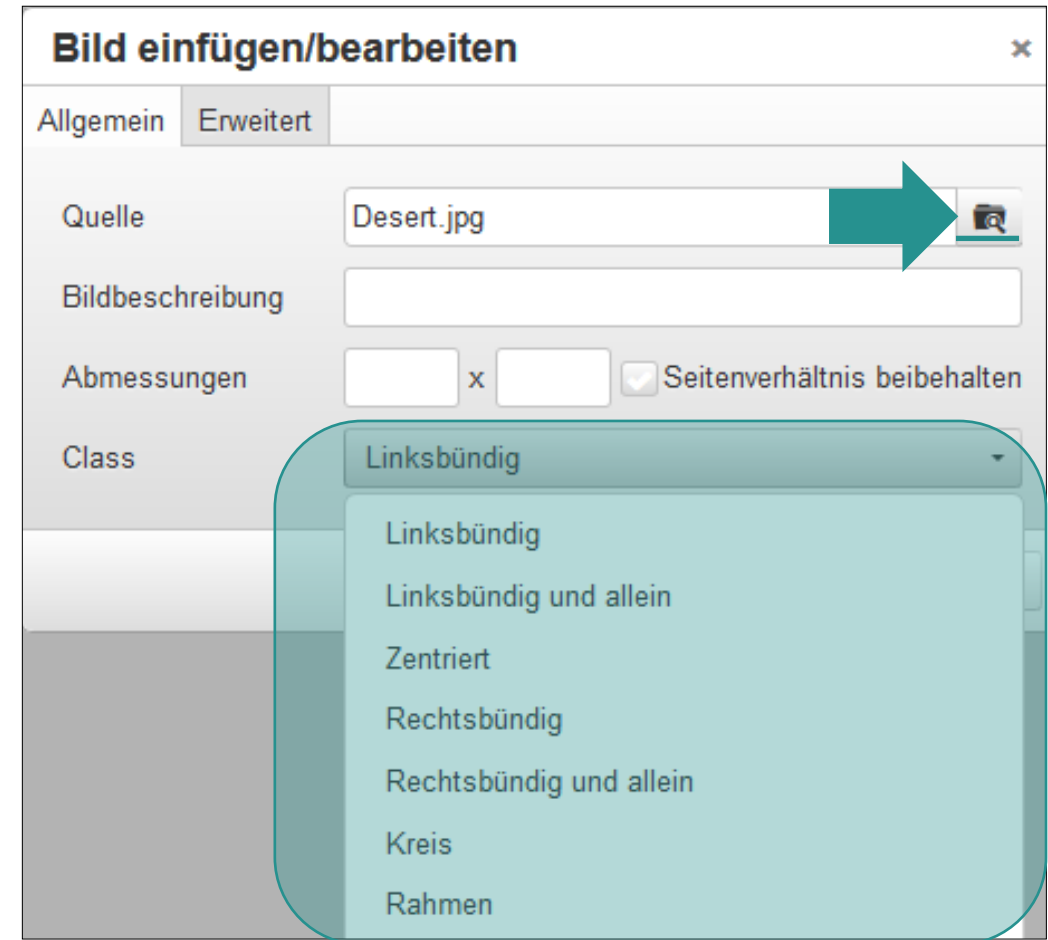 Bild einfügen/bearbeiten ×
Allgemein Erweitert
Quelle Desert.jpg
Bildbeschreibung
Abmessungen x Seitenverhältnis beibehalten
Class Linksbündig
Linksbündig
Linksbündig und allein
Zentriert
Rechtsbündig
Rechtsbündig und allein
Kreis
Rahmen